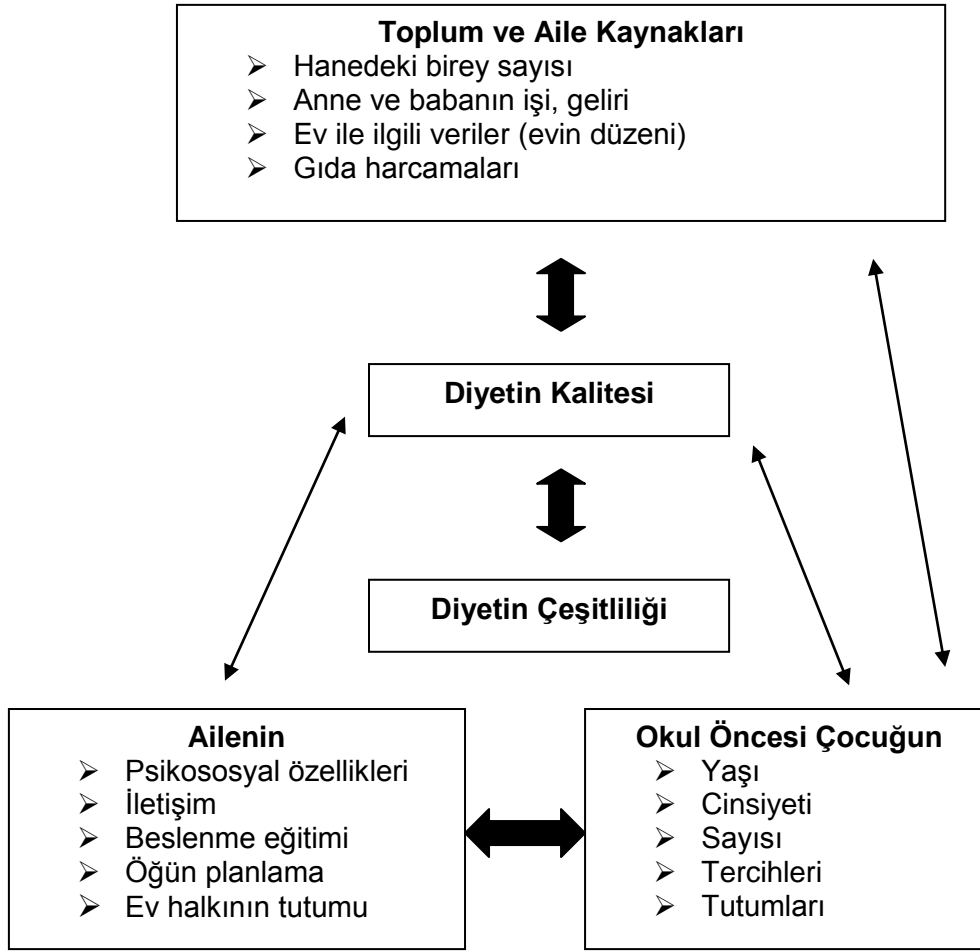 Toplum ve Aile Kaynakları
➢ Hanedeki birey sayısı
➢ Anne ve babanın işi, geliri
➢ Ev ile ilgili veriler (evin düzeni)
➢ Gıda harcamaları
Diyetin Kalitesi
Diyetin Çeşitliliği
Ailenin
➢ Psikososyal özellikleri
➢ İletişim
➢ Beslenme eğitimi
➢ Öğün planlama
➢ Ev halkının tutumu
Okul Öncesi Çocuğun
➢ Yaşı
➢ Cinsiyeti
➢ Sayısı
➢ Tercihleri
➢ Tutumları